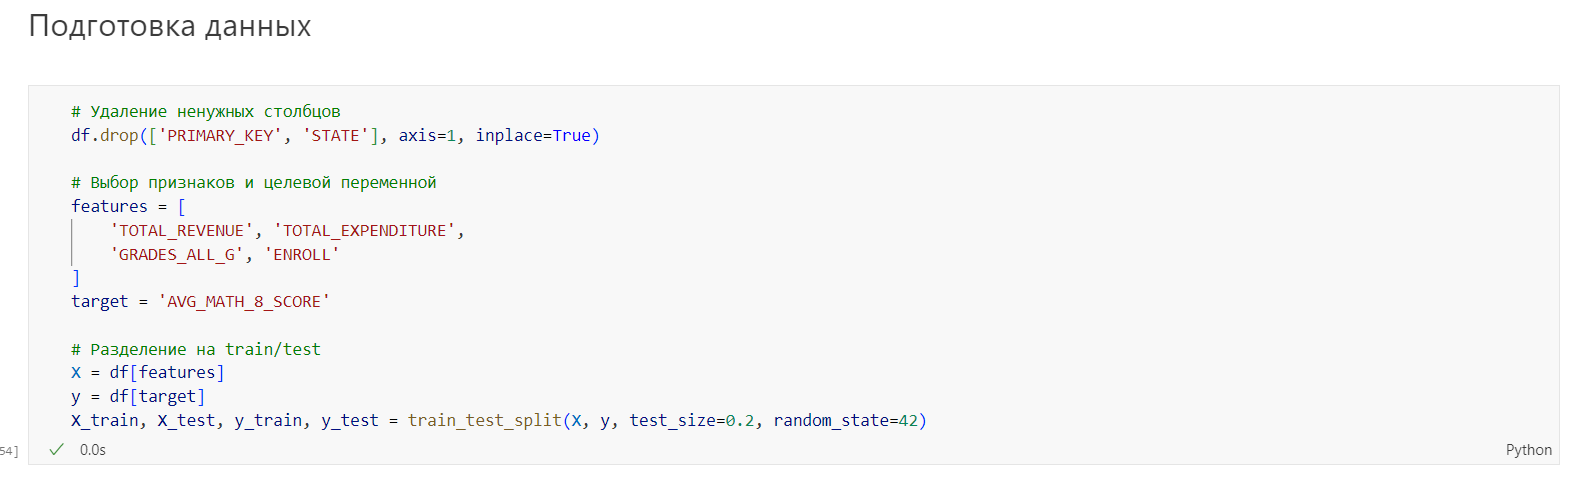 Подготовка данных
# Удаление ненужных столбцов
df.drop(['PRIMARY_KEY', 'STATE'], axis=1, inplace=True)
# Выбор признаков и целевой переменной
features = [
    'TOTAL_REVENUE', 'TOTAL_EXPENDITURE',
    'GRADES_ALL_G', 'ENROLL'
]
target = 'AVG_MATH_8_SCORE'
# Разделение на train/test
X = df[features]
y = df[target]
X_train, X_test, y_train, y_test = train_test_split(X, y, test_size=0.2, random_state=42)
54] ✓ 0.0s Python